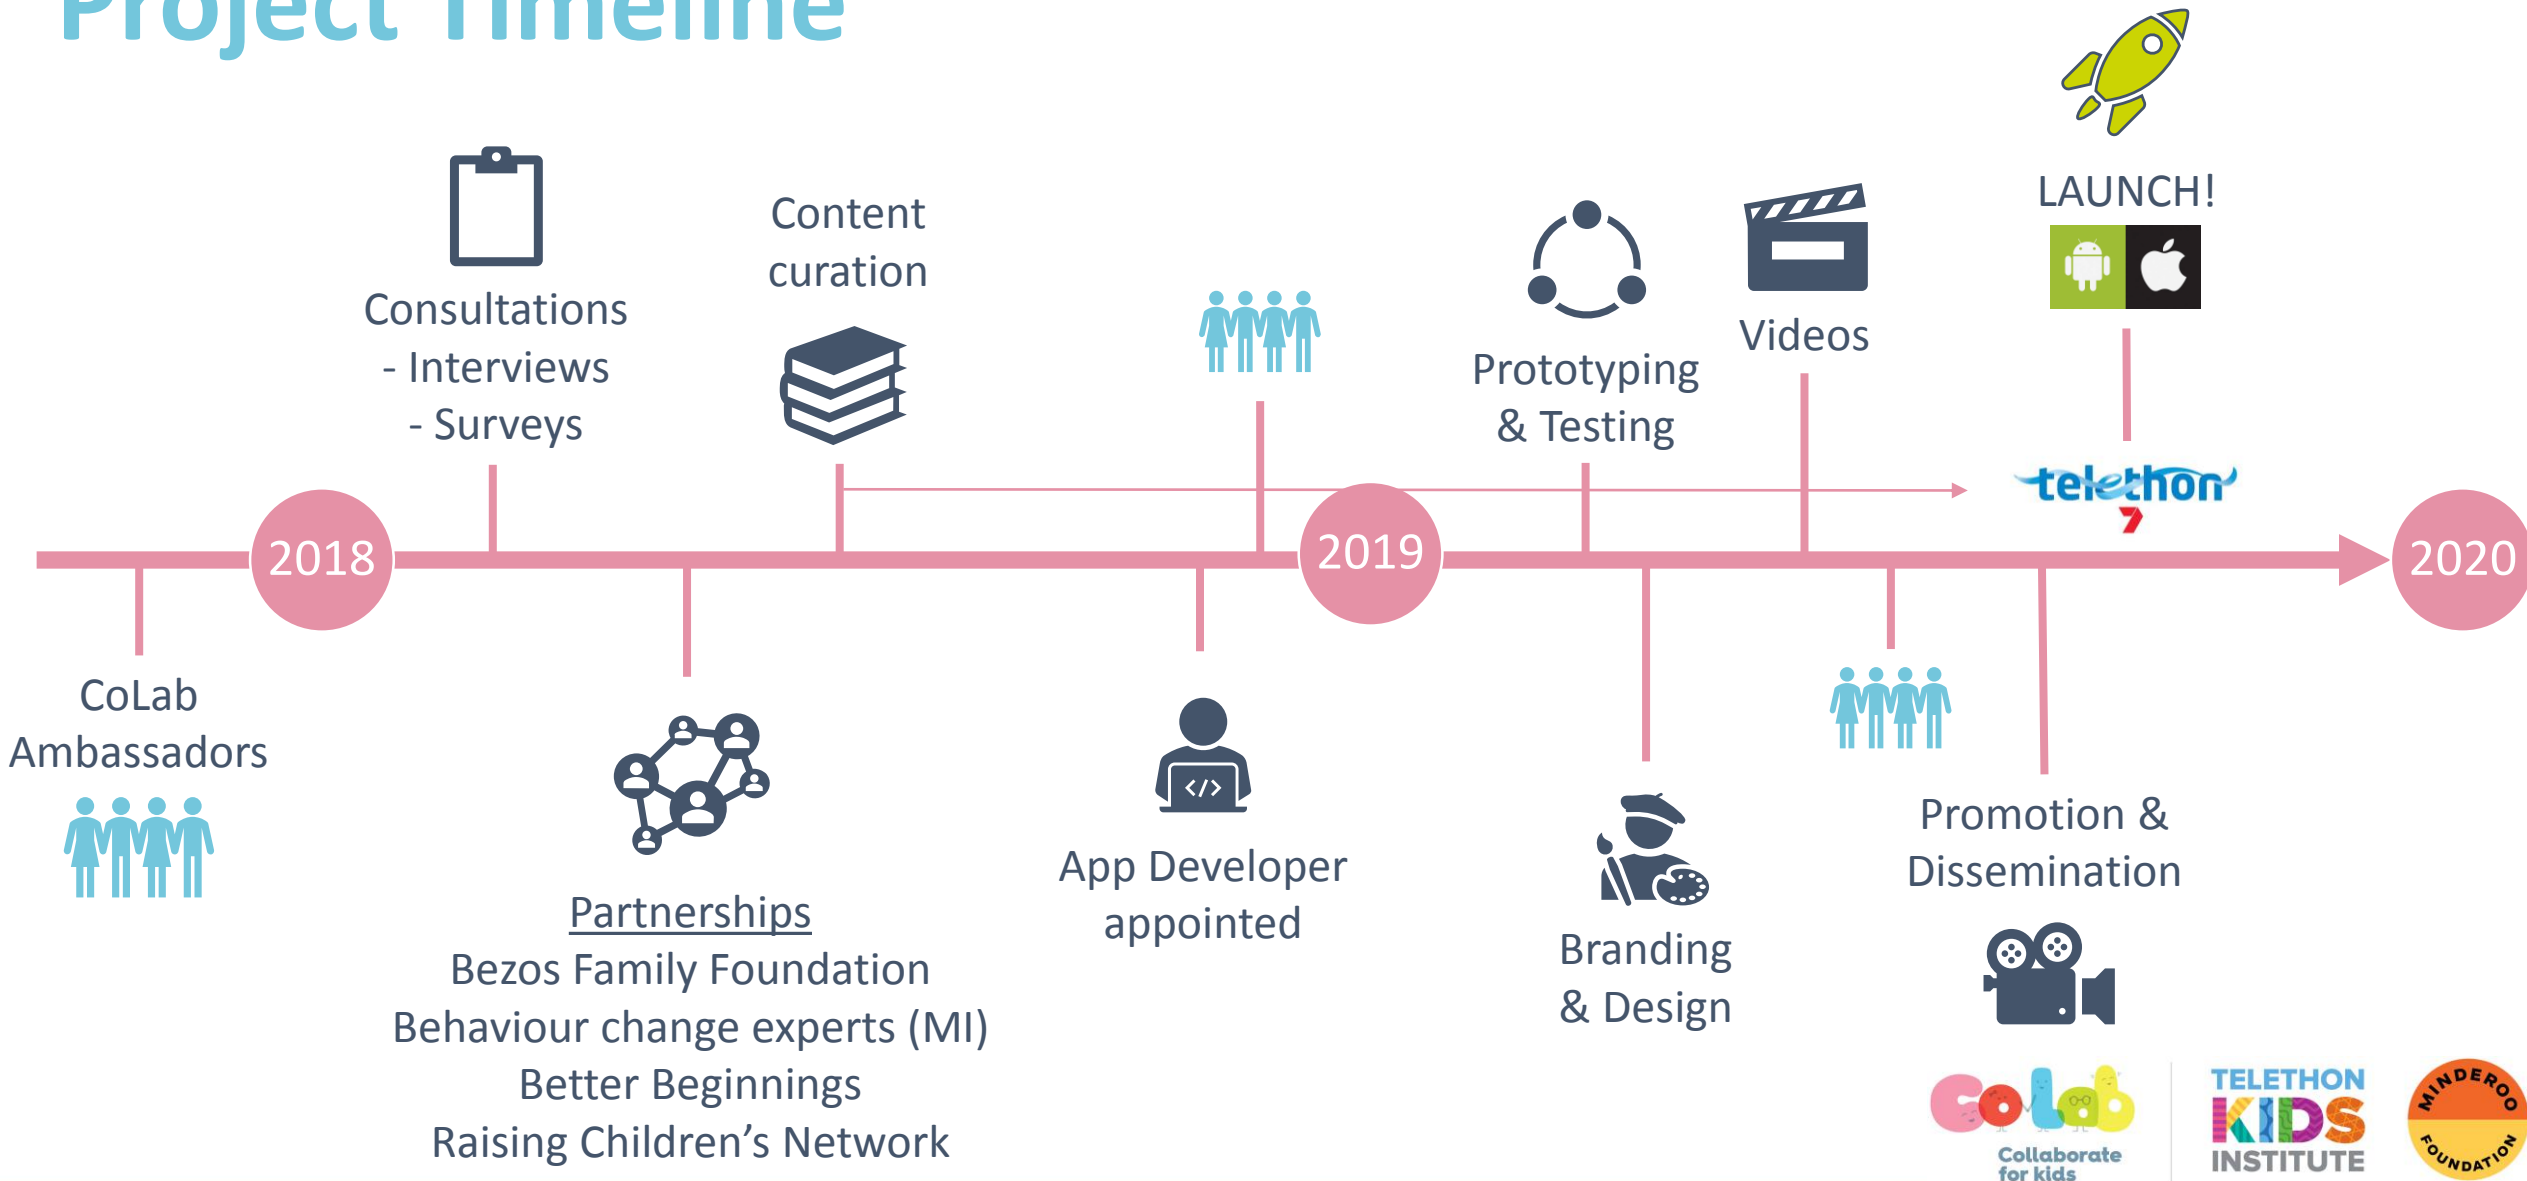 Project Timeline
LAUNCH!
Content
curation
Consultations
- Interviews
- Surveys
Prototyping
& Testing
Videos
telethon
7
2018
2019
2020
CoLab
Ambassadors
Partnerships
Bezos Family Foundation
Behaviour change experts (MI)
Better Beginnings
Raising Children’s Network
</>
App Developer
appointed
Branding
& Design
Promotion &
Dissemination
CoLab
Collaborate
for kids
TELETHON
KIDS
INSTITUTE
MINDEROO
FOUNDATION